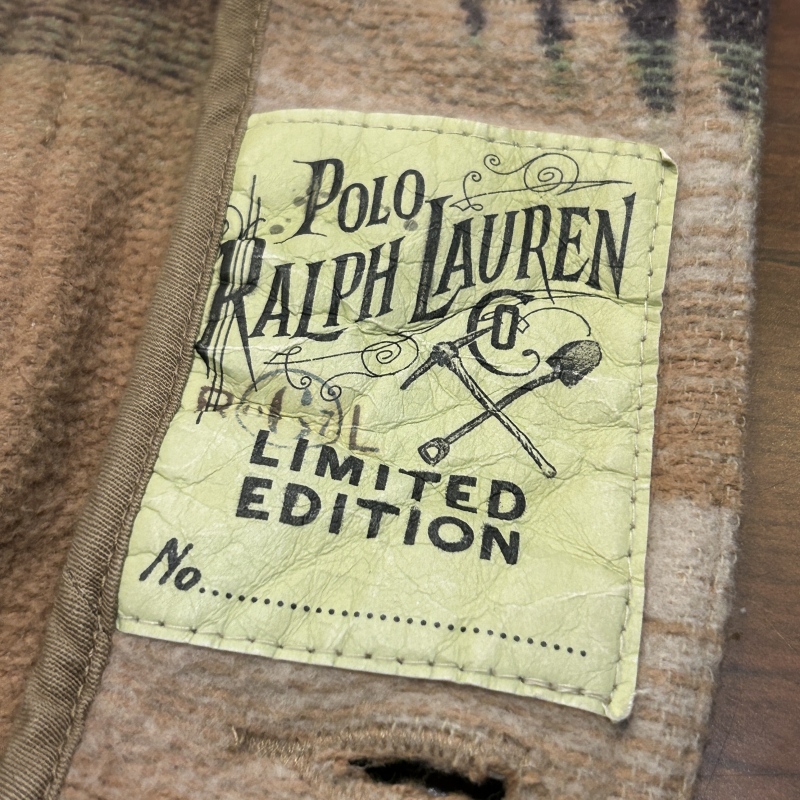 POLO
RALPH LAUREN
CO
LIMITED
EDITION
No..........................................